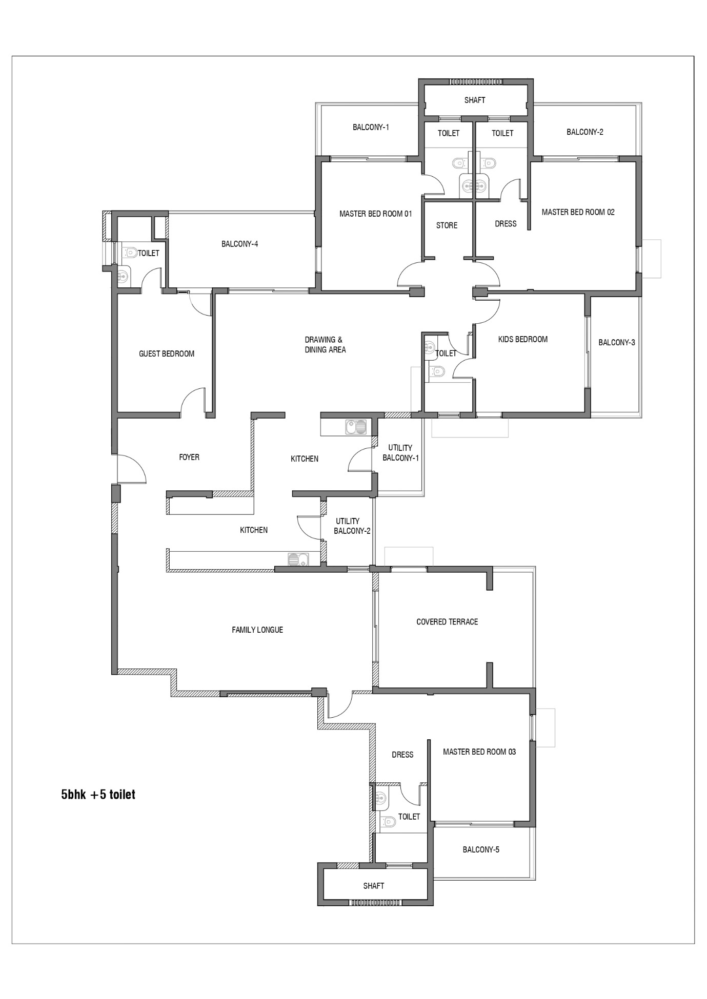 SHAFT
BALCONY-1
TOILET
TOILET
BALCONY-2
MASTER BED ROOM 01
MASTER BED ROOM 02
STORE
DRESS
BALCONY-4
TOILET
DRAWING &
DINING AREA
KIDS BEDROOM
BALCONY-3
GUEST BEDROOM
TOILET
UTILITY
BALCONY-1
FOYER
KITCHEN
UTILITY
BALCONY-2
KITCHEN
COVERED TERRACE
FAMILY LONGUE
DRESS
MASTER BED ROOM 03
5bhk +5 toilet
TOILET
BALCONY-5
SHAFT